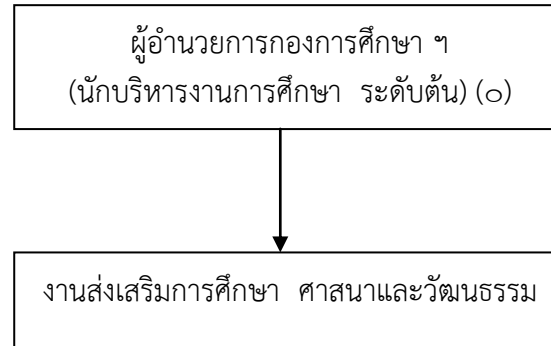 ผู้อำนวยการกองการศึกษา ฯ
(นักบริหารงานการศึกษา ระดับต้น) (๑)
งานส่งเสริมการศึกษา ศาสนาและวัฒนธรรม